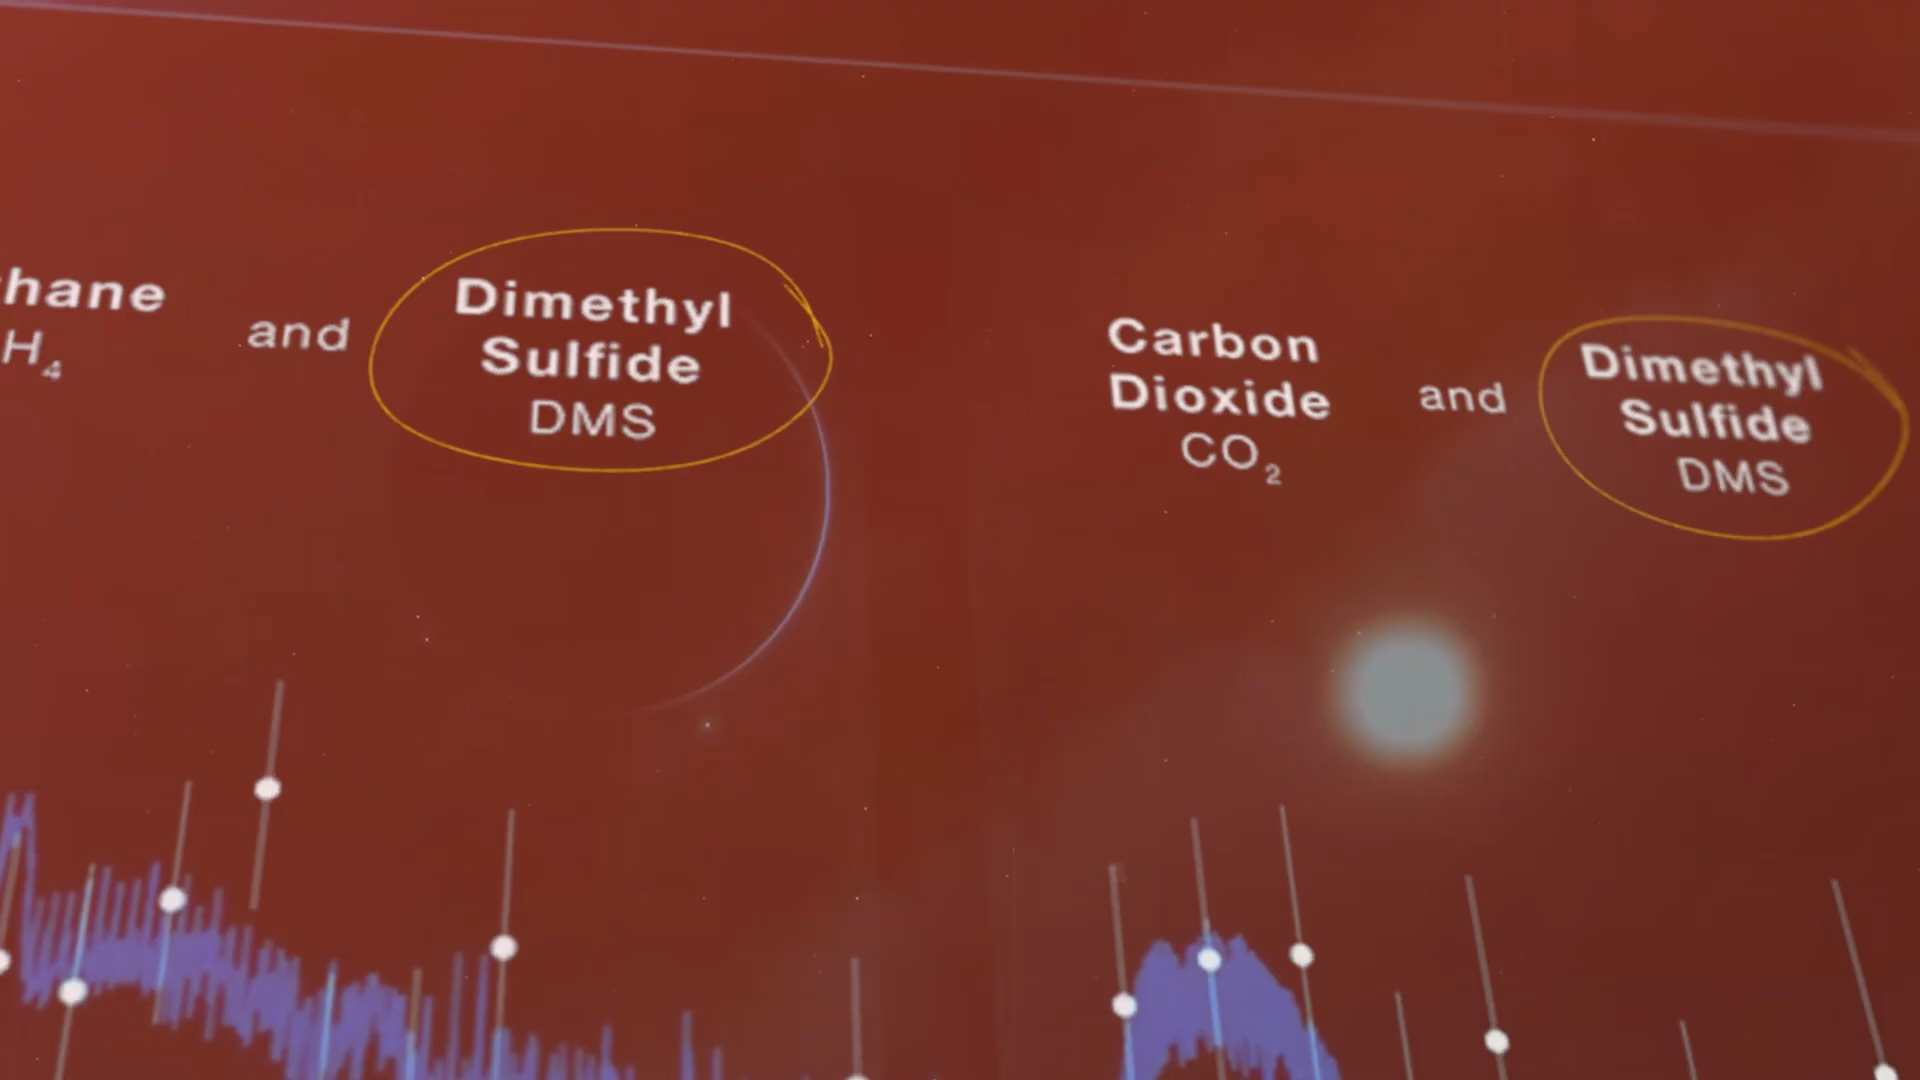 hane
H4
and
Dimethyl
Sulfide
DMS
Carbon
Dioxide
CO2
and
Dimethyl
Sulfide
DMS